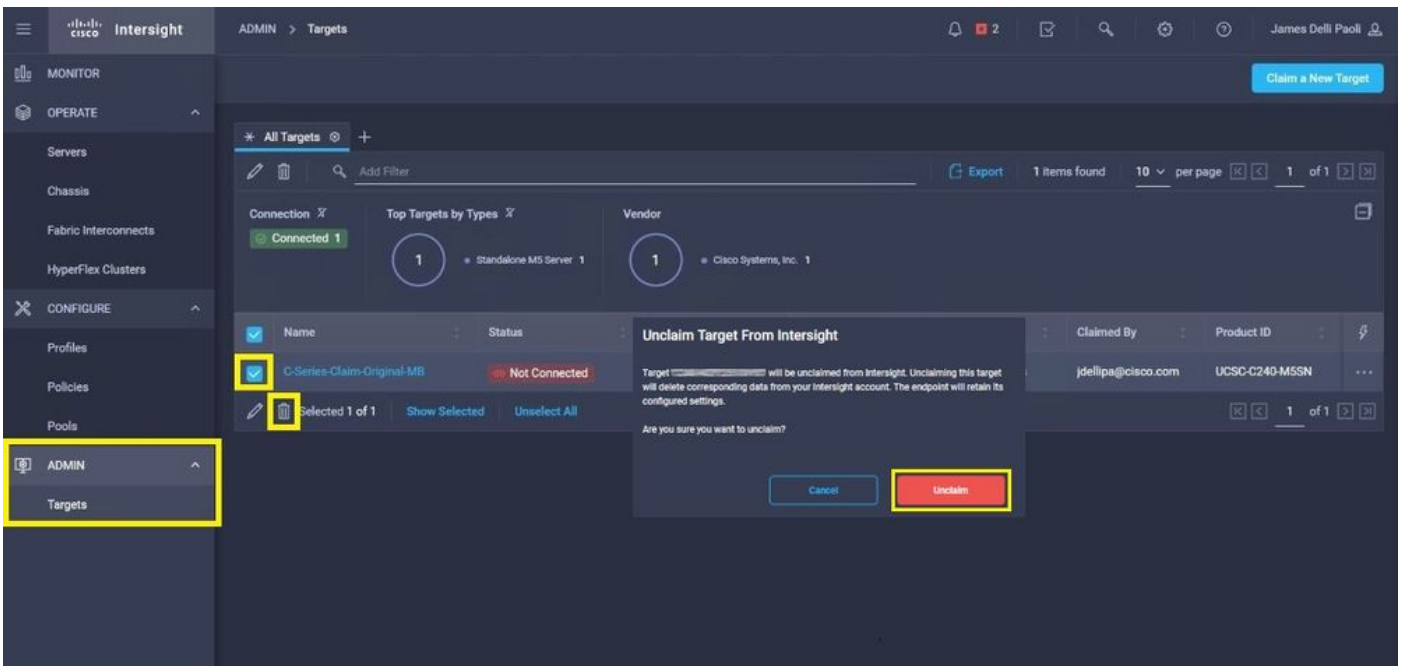 cisco Intersight
ADMIN > Targets
2
James Delli Paoli
MONITOR
Claim a New Target
OPERATE
All Targets
Servers
Add Filter
Export
1 items found
10 per page
1 of 1
Chassis
Connection
Top Targets by Types
Vendor
Fabric Interconnects
Connected 1
1
Standalone M5 Server 1
1
Cisco Systems, Inc. 1
HyperFlex Clusters
CONFIGURE
Name
Status
Claimed By
Product ID
Profiles
C-Series-Claim-Original-MB
Not Connected
jdellipa@cisco.com
UCSC-C240-M5SN
Policies
Selected 1 of 1
Show Selected
Unselect All
1 of 1
Pools
Unclaim Target From Intersight
Target will be unclaimed from Intersight. Unclaiming this target
will delete corresponding data from your Intersight account. The endpoint will retain its
configured settings.
Are you sure you want to unclaim?
Cancel
Unclaim
ADMIN
Targets